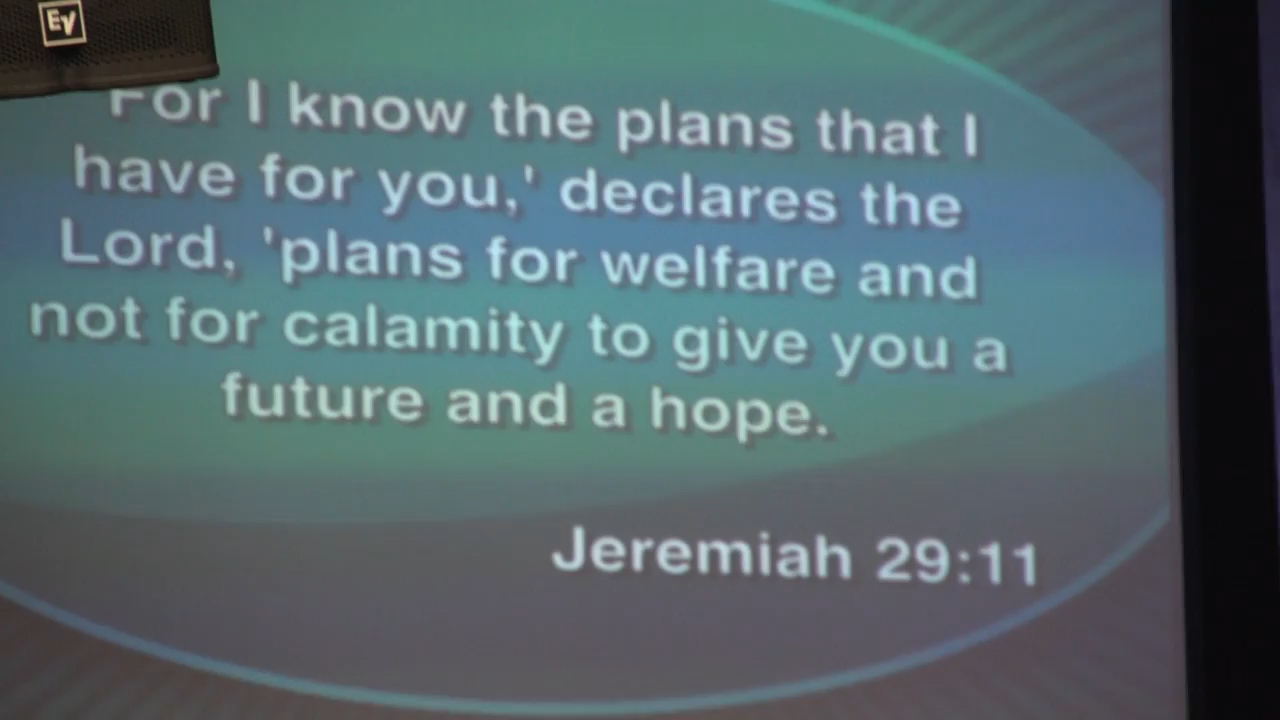 EV
For I know the plans that I
have for you,' declares the
Lord, 'plans for welfare and
not for calamity to give you a
future and a hope.
Jeremiah 29:11